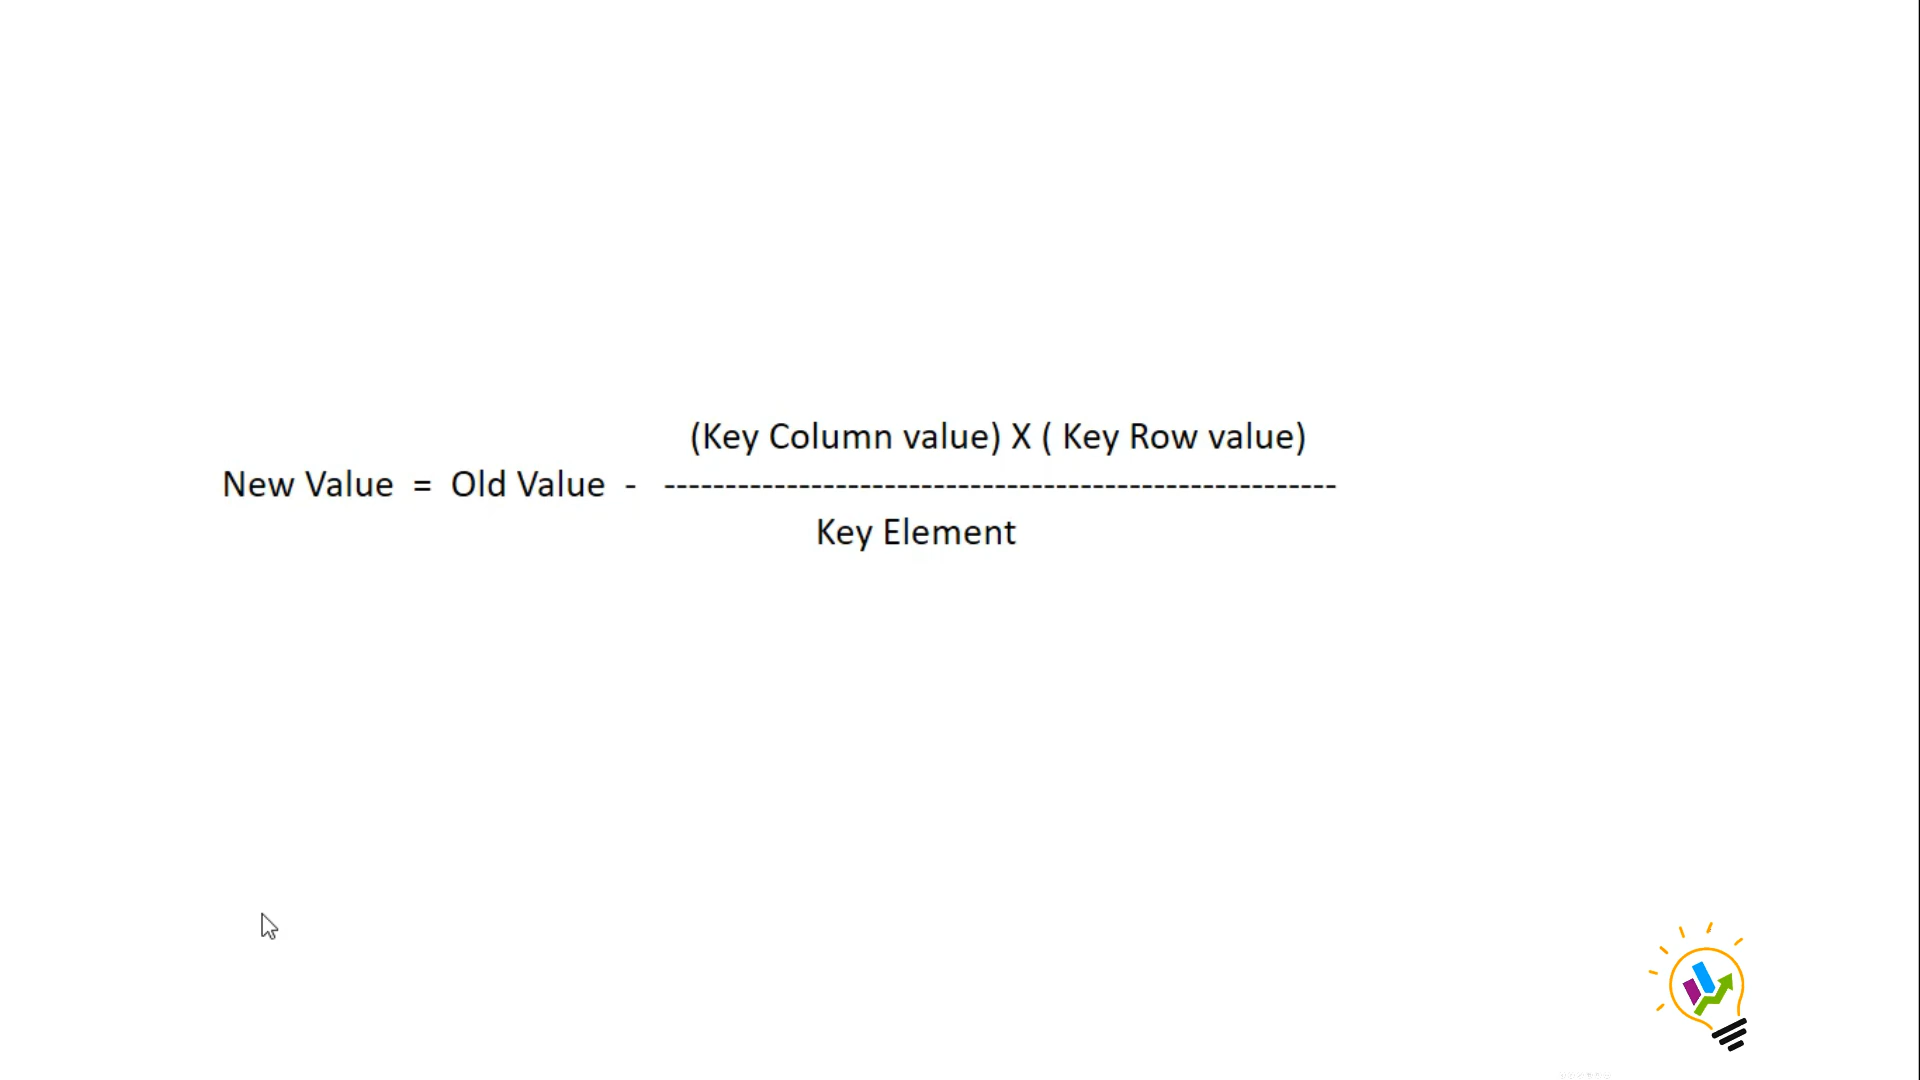 (Key Column value) X ( Key Row value)
New Value = Old Value - -------------------------------------------------------
Key Element